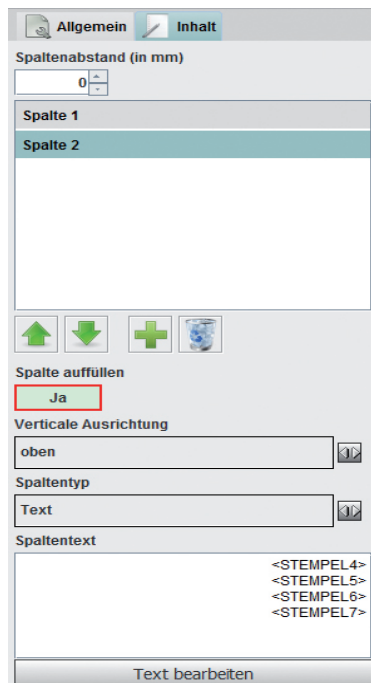 Allgemein Inhalt
Spaltenabstand (in mm)
0
Spalte 1
Spalte 2
Spalte auffüllen
Ja
Verticale Ausrichtung
oben
Spaltentyp
Text
Spaltentext
<STEMPEL4>
<STEMPEL5>
<STEMPEL6>
<STEMPEL7>
Text bearbeiten